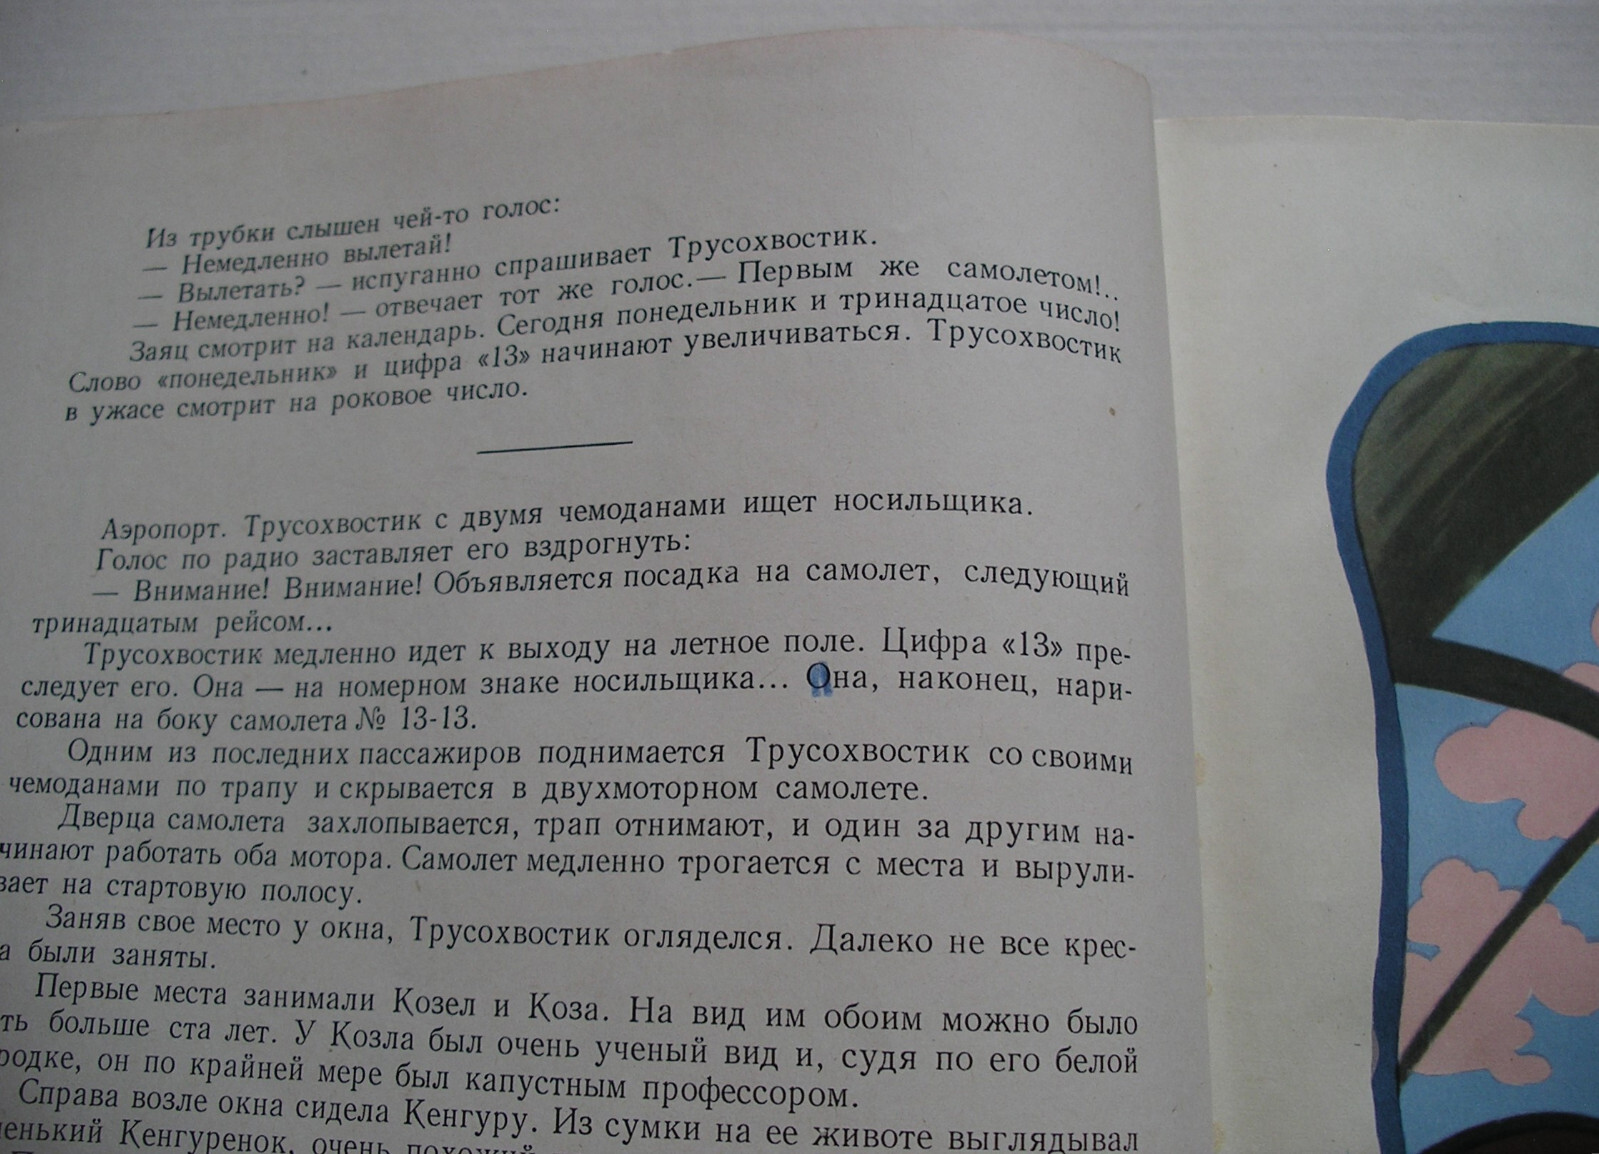 Из трубки слышен чей-то голос:
— Немедленно вылетай!
— Вылетать? — испуганно спрашивает Трусохвостик.
— Немедленно! — отвечает тот же голос.— Первым же самолетом!..
Заяц смотрит на календарь. Сегодня понедельник и тринадцатое число!
Слово «понедельник» и цифра «13» начинают увеличиваться. Трусохвостик
в ужасе смотрит на роковое число.
Аэропорт. Трусохвостик с двумя чемоданами ищет носильщика.
Голос по радио заставляет его вздрогнуть:
— Внимание! Внимание! Объявляется посадка на самолет, следующий
тринадцатым рейсом...
Трусохвостик медленно идет к выходу на летное поле. Цифра «13» пре-
следует его. Она — на номерном знаке носильщика... Она, наконец, нари-
сована на боку самолета № 13-13.
Одним из последних пассажиров поднимается Трусохвостик со своими
чемоданами по трапу и скрывается в двухмоторном самолете.
Дверца самолета захлопывается, трап отнимают, и один за другим на-
чинают работать оба мотора. Самолет медленно трогается с места и вырули-
вает на стартовую полосу.
Заняв свое место у окна, Трусохвостик огляделся. Далеко не все крес-
а были заняты.
Первые места занимали Козел и Коза. На вид им обоим можно было
ть больше ста лет. У Козла был очень ученый вид и, судя по его белой
родке, он по крайней мере был капустным профессором.
Справа возле окна сидела Кенгуру. Из сумки на ее животе выглядывал
енький Кенгуренок, очень похожий